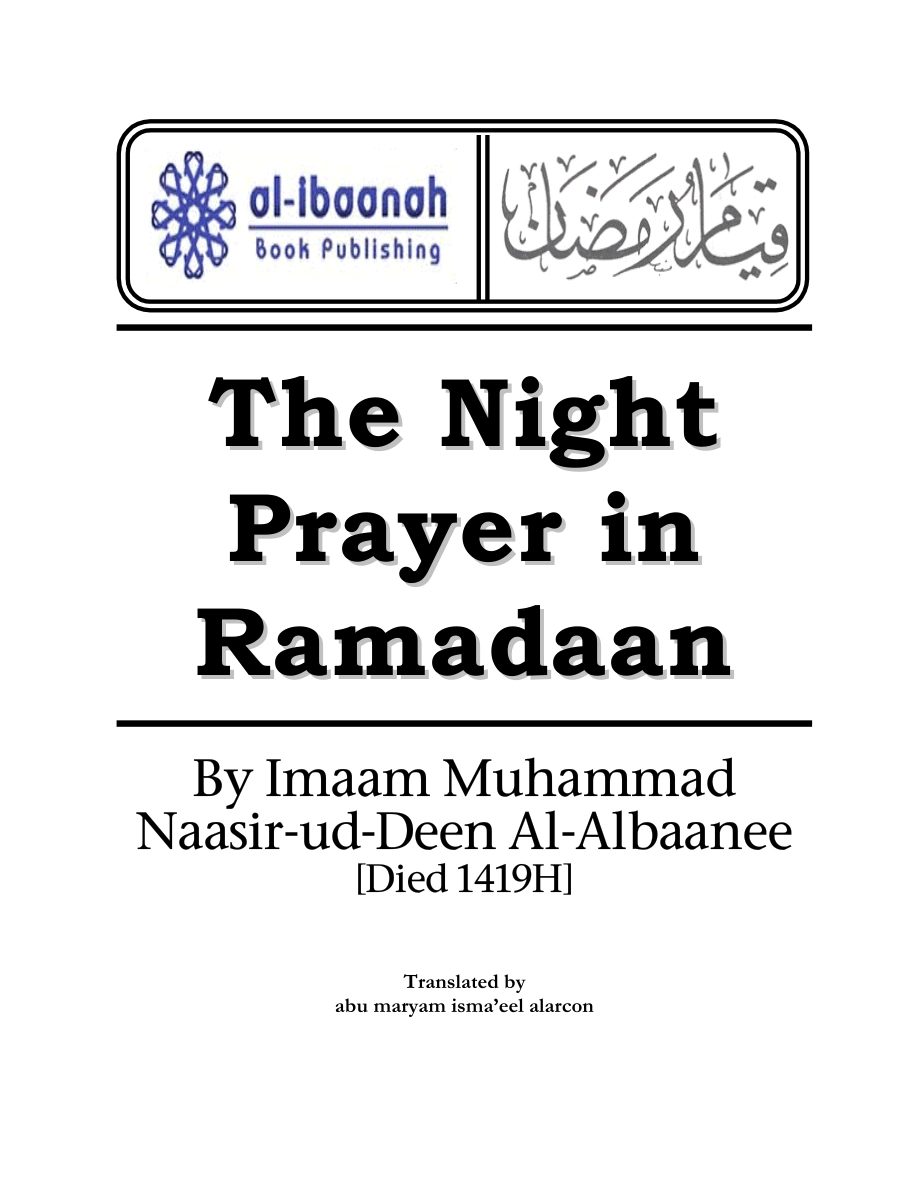 al-ibaanah
Book Publishing
قيام رمضان
The Night
Prayer in
Ramadaan
By Imaam Muhammad
Naasir-ud-Deen Al-Albaanee
[Died 1419H]
Translated by
abu maryam isma’eel alarcon